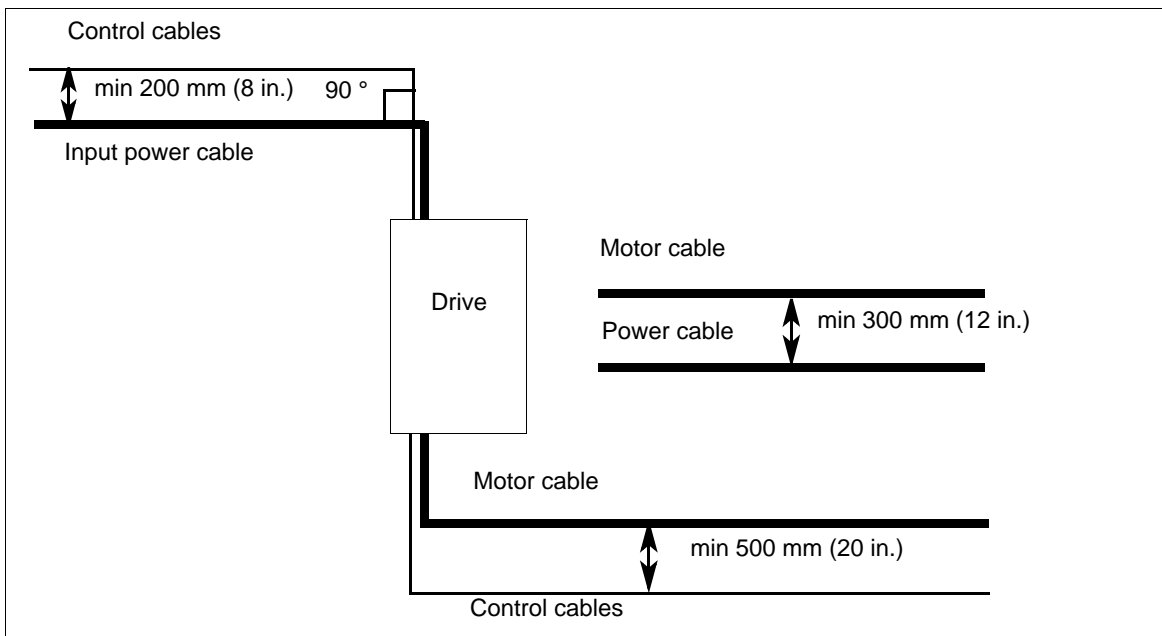 Control cables
min 200 mm (8 in.)
90 °
Input power cable
Drive
Motor cable
Power cable
min 300 mm (12 in.)
Motor cable
min 500 mm (20 in.)
Control cables